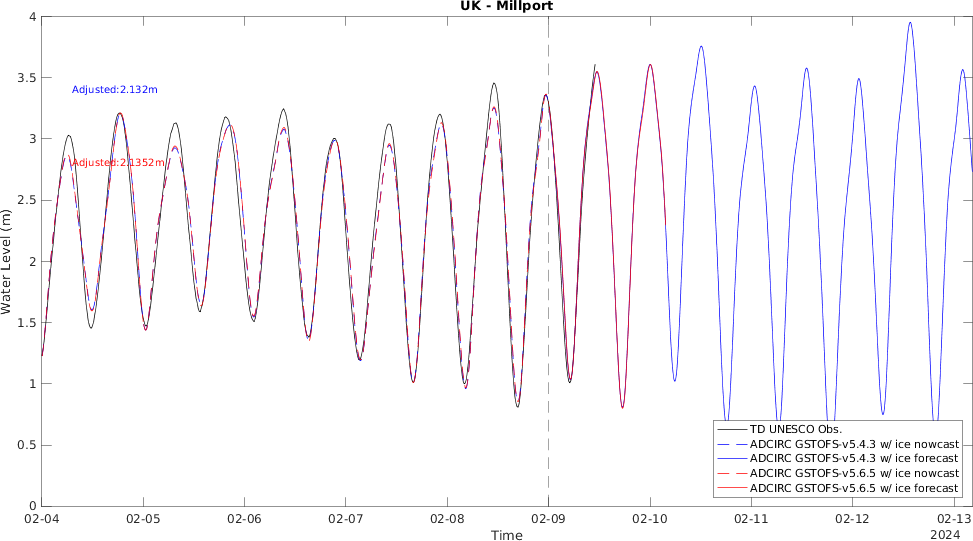 UK - Millport
4
3.5
3
2.5
2
1.5
1
0.5
0
Water Level (m)
Adjusted:2.132m
Adjusted:2.1352m
TD UNESCO Obs.
ADCIRC GSTOFS-v5.4.3 w/ ice nowcast
ADCIRC GSTOFS-v5.4.3 w/ ice forecast
ADCIRC GSTOFS-v5.6.5 w/ ice nowcast
ADCIRC GSTOFS-v5.6.5 w/ ice forecast
02-04 02-05 02-06 02-07 02-08 02-09 02-10 02-11 02-12 02-13
Time
2024